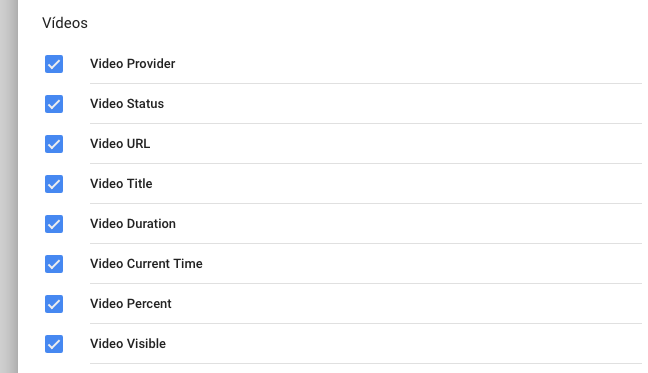 Vídeos
Video Provider
Video Status
Video URL
Video Title
Video Duration
Video Current Time
Video Percent
Video Visible